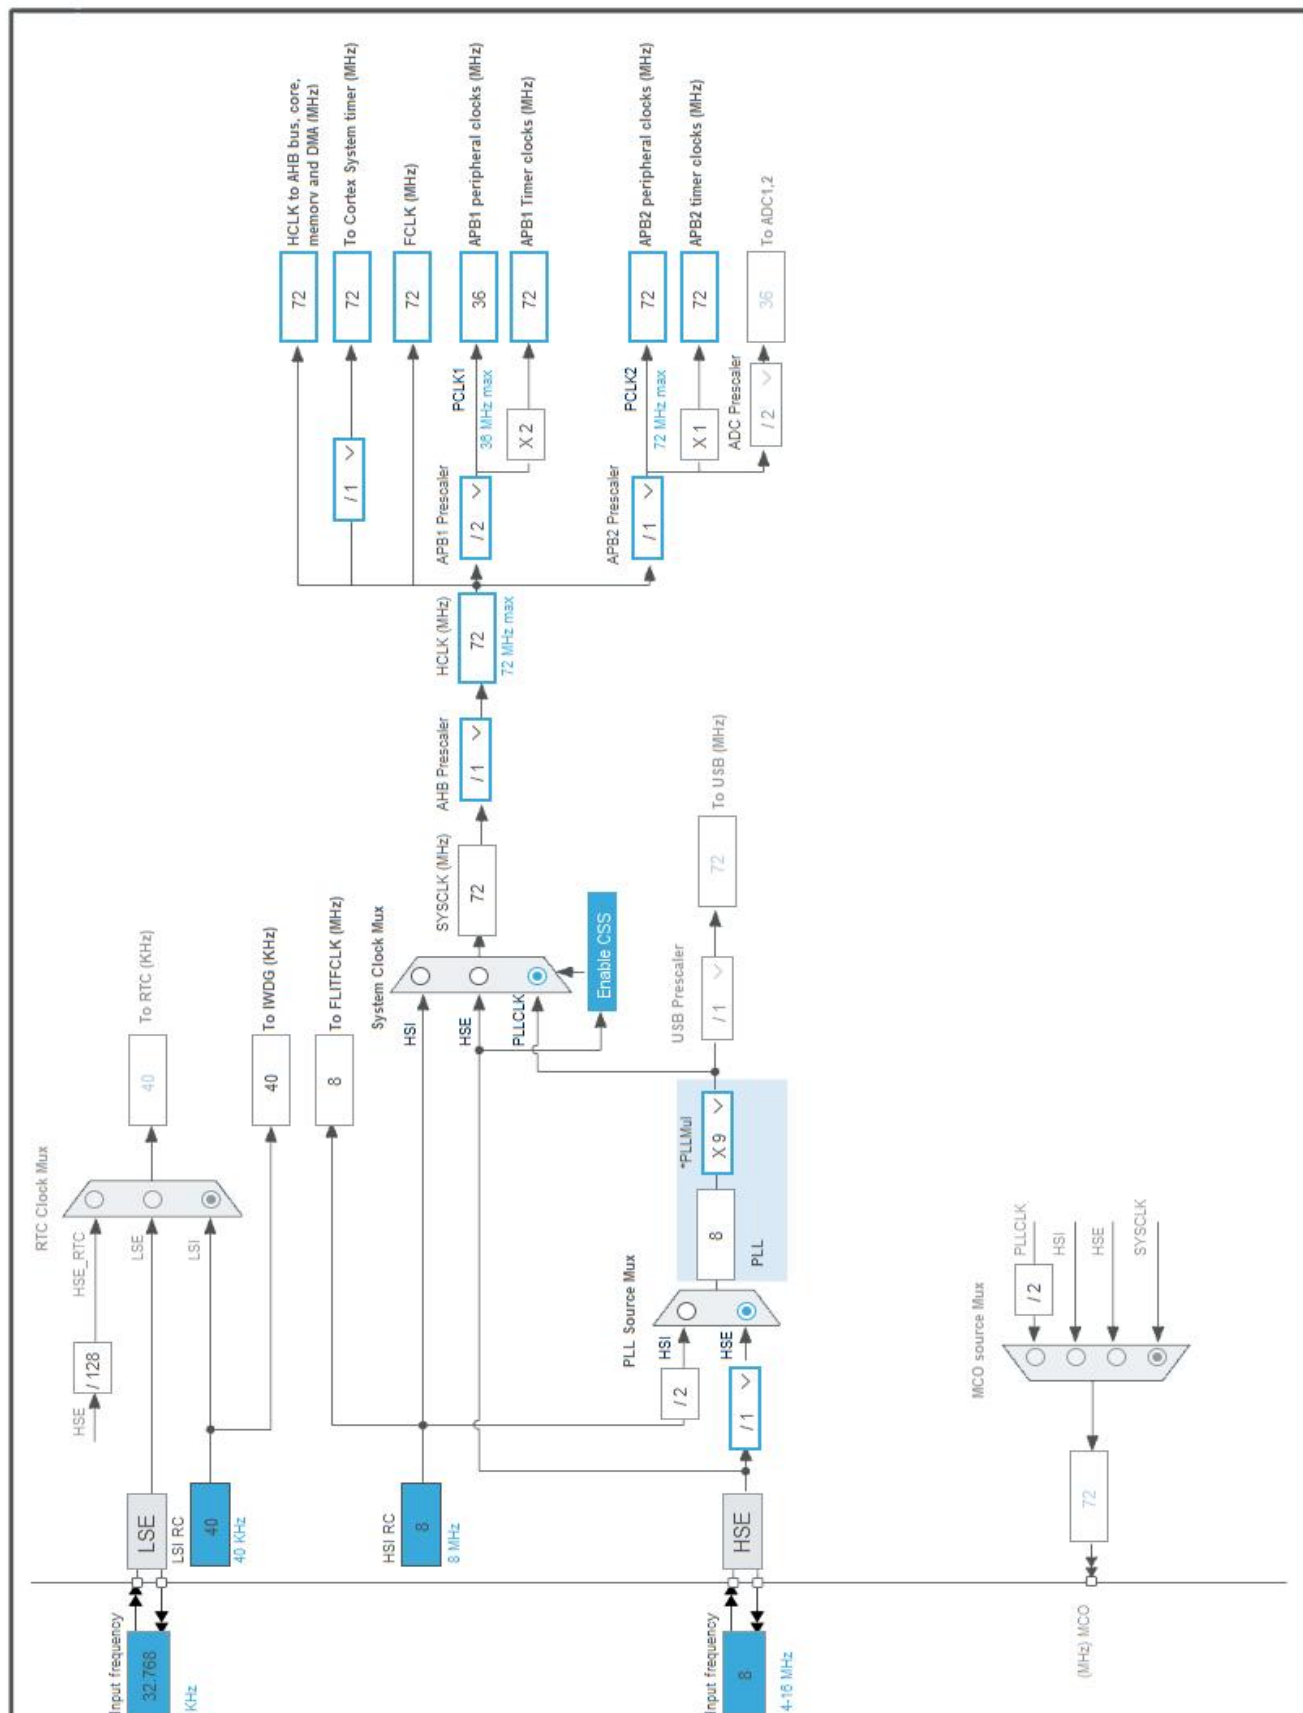 Input frequency
32.768
KHz
LSE
LSI RC
40
40 KHz
HSE
/ 128
HSE_RTC
LSE
LSI
RTC Clock Mux
40
To RTC (KHz)
40
To IWDG (KHz)
HSI RC
8
8 MHz
8
To FLITFCLK (MHz)
System Clock Mux
HSI
HSE
PLLCLK
Enable CSS
SYSCLK (MHz)
72
AHB Prescaler
/ 1
HCLK (MHz)
72
72 MHz max
/ 1
72
HCLK to AHB bus, core,
memory and DMA (MHz)
72
To Cortex System timer (MHz)
72
FCLK (MHz)
APB1 Prescaler
/ 2
PCLK1
36 MHz max
36
APB1 peripheral clocks (MHz)
X 2
72
APB1 Timer clocks (MHz)
APB2 Prescaler
/ 1
PCLK2
72 MHz max
72
APB2 peripheral clocks (MHz)
X 1
72
APB2 timer clocks (MHz)
ADC Prescaler
/ 2
36
To ADC1,2
Input frequency
8
4-16 MHz
HSE
/ 1
/ 2
HSI
HSE
PLL Source Mux
8
PLL
*PLLMul
X 9
USB Prescaler
/ 1
72
To USB (MHz)
MCO source Mux
/ 2
PLLCLK
HSI
HSE
SYSCLK
72
(MHz) MCO